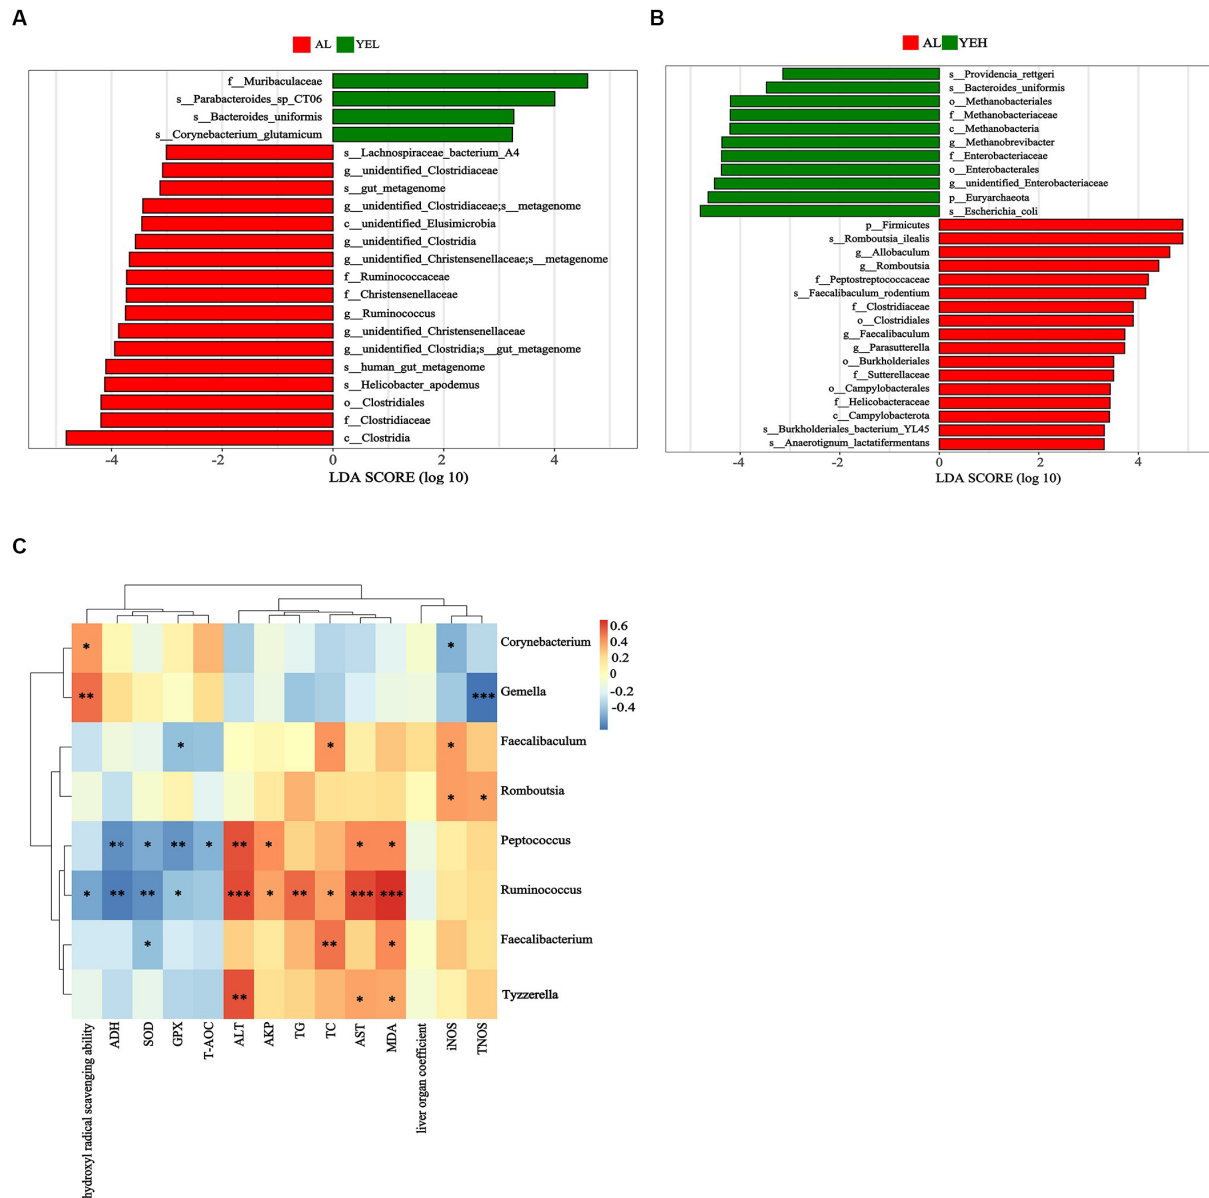 A
AL YEL
f__Muribaculaceae
s__Parabacteroides_sp_CT06
s__Bacteroides_uniformis
s__Corynebacterium_glutamicum
s__Lachnospiraceae_bacterium_A4
g__unidentified_Clostridiaceae
s__gut_metagenome
g__unidentified_Clostridiaceae;s__metagenome
c__unidentified_Elusimicrobia
g__unidentified_Clostridia
g__unidentified_Christensenellaceae;s__metagenome
f__Ruminococcaceae
f__Christensenellaceae
g__Ruminococcus
g__unidentified_Christensenellaceae
g__unidentified_Clostridia;s__gut_metagenome
s__human_gut_metagenome
s__Helicobacter_apodemus
o__Clostridiales
f__Clostridiaceae
c__Clostridia
-4 -2 0 2 4
LDA SCORE (log 10)
B
AL YEH
s__Providencia_rettgeri
s__Bacteroides_uniformis
o__Methanobacteriales
f__Methanobacteriaceae
c__Methanobacteria
g__Methanobrevibacter
f__Enterobacteriaceae
o__Enterobacterales
g__unidentified_Enterobacteriaceae
p__Euryarchaeota
s__Escherichia_coli
p__Firmicutes
s__Romboutsia_ilealis
g__Allobaculum
g__Romboutsia
f__Peptostreptococcaceae
s__Faecalibaculum_rodentium
f__Clostridiaceae
o__Clostridiales
g__Faecalibaculum
g__Parasutterella
o__Burkholderiales
f__Sutterellaceae
o__Campylobacterales
f__Helicobacteraceae
c__Campylobacterota
s__Burkholderiales_bacterium_YL45
s__Anaerotignum_lactatifermentans
-4 -2 0 2 4
LDA SCORE (log 10)
C
* * Corynebacterium
** *** Gemella
* * * Faecalibaculum
* * Romboutsia
** * ** * ** * * * Peptococcus
* ** ** * *** * ** * *** *** Ruminococcus
* ** * Faecalibacterium
** * * Tyzzerella
0.6
0.4
0.2
0
-0.2
-0.4
hydroxyl radical scavenging ability
ADH
SOD
GPX
T-AOC
ALT
AKP
TG
TC
AST
MDA
liver organ coefficient
iNOS
TNOS